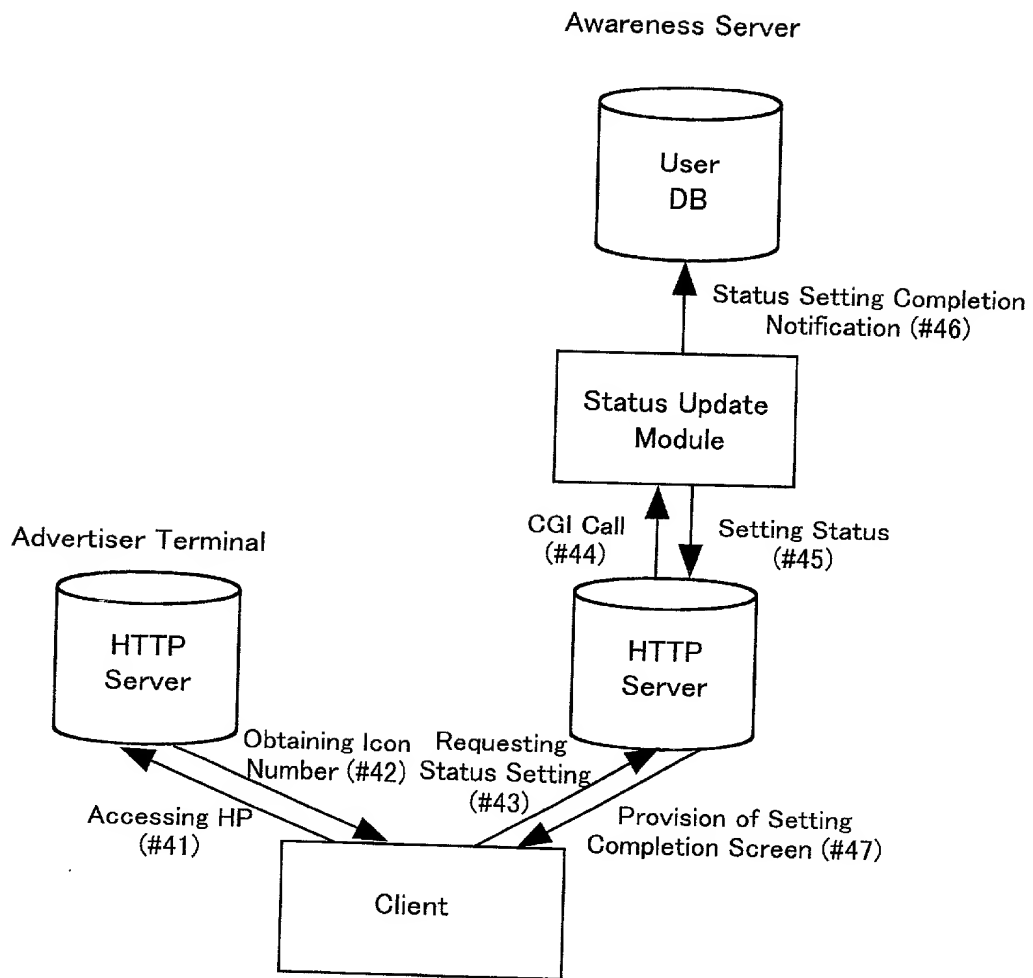 Awareness Server
User
DB
Status Setting Completion
Notification (#46)
Status Update
Module
CGI Call
(#44)
Setting Status
(#45)
Advertiser Terminal
HTTP
Server
HTTP
Server
Obtaining Icon
Number (#42)
Requesting
Status Setting
(#43)
Accessing HP
(#41)
Provision of Setting
Completion Screen (#47)
Client